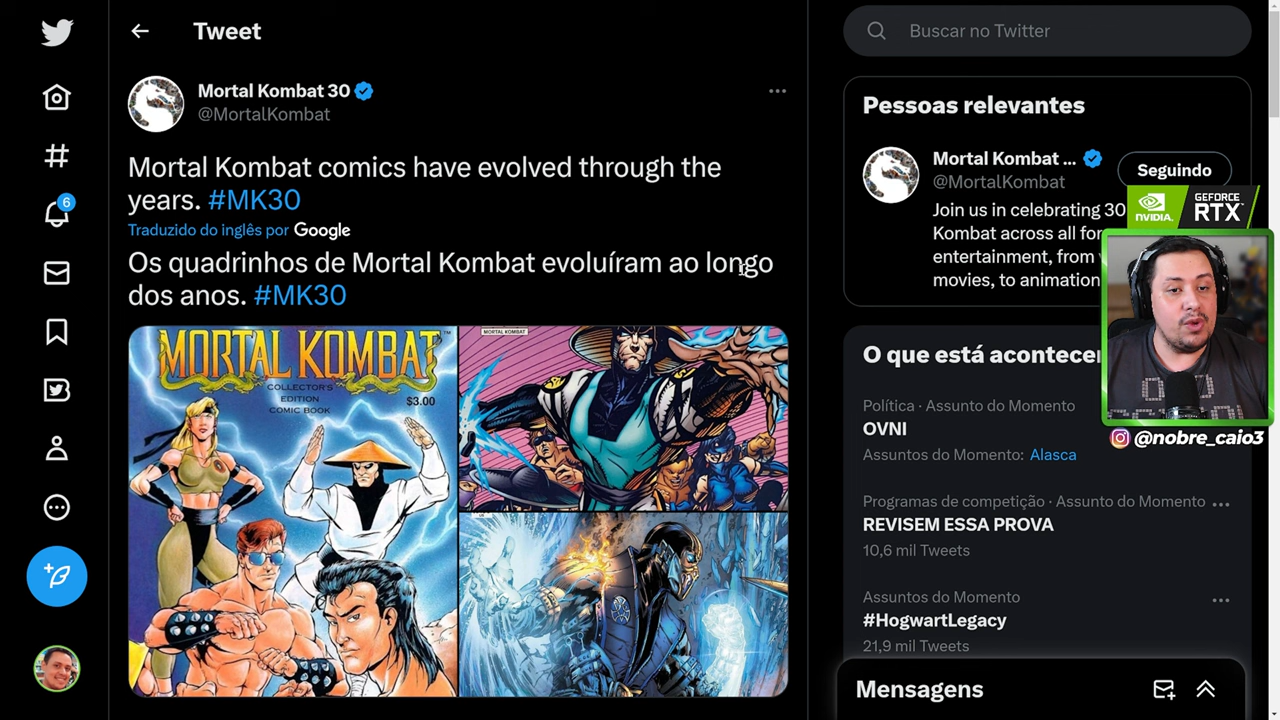 Tweet
Mortal Kombat 30
@MortalKombat
Mortal Kombat comics have evolved through the
years. #MK30
Traduzido do inglês por Google
Os quadrinhos de Mortal Kombat evoluíram ao longo
dos anos. #MK30
MORTAL KOMBAT
COLLECTOR'S
EDITION
COMIC BOOK
$3.00
MORTAL KOMBAT
6
Buscar no Twitter
Pessoas relevantes
Mortal Kombat ...
@MortalKombat
Seguindo
Join us in celebrating 30
Kombat across all for
entertainment, from
movies, to animation
NVIDIA.
GEFORCE
RTX
@nobre_caio3
O que está acontecer
Política · Assunto do Momento
OVNI
Assuntos do Momento: Alasca
Programas de competição · Assunto do Momento
REVISEM ESSA PROVA
10,6 mil Tweets
Assuntos do Momento
#HogwartLegacy
21,9 mil Tweets
Mensagens